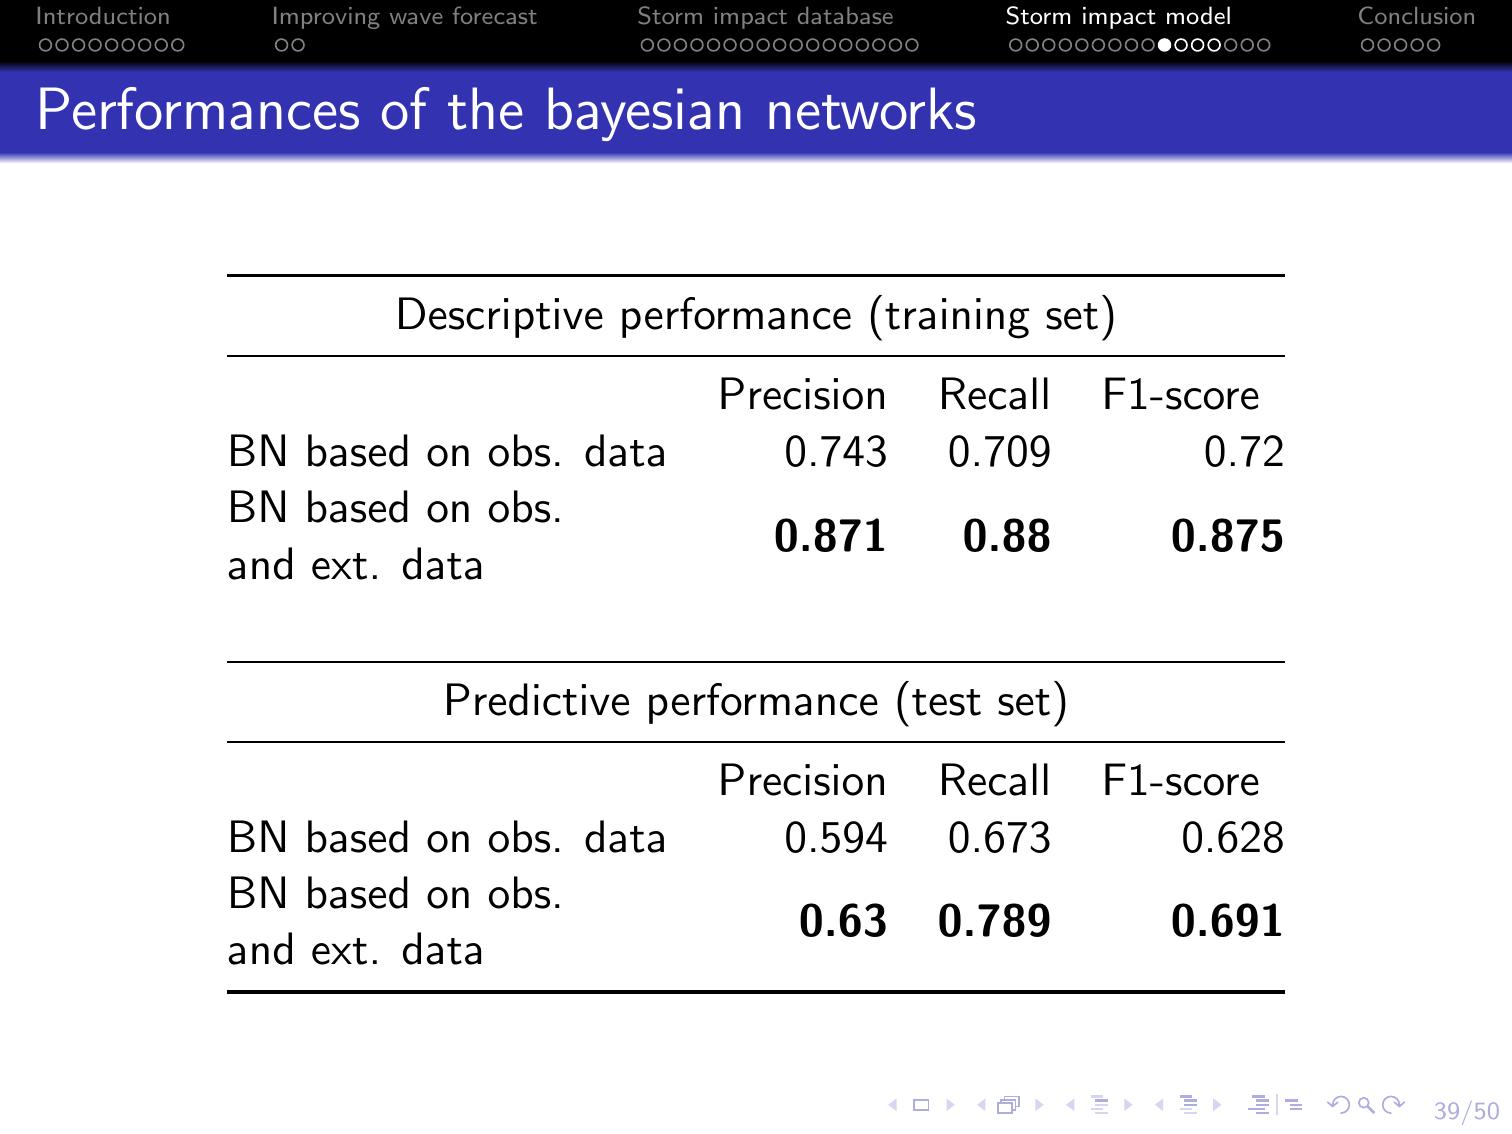 Introduction Improving wave forecast Storm impact database Storm impact model Conclusion
Performances of the bayesian networks
Descriptive performance (training set)
Precision Recall F1-score
BN based on obs. data 0.743 0.709 0.72
BN based on obs.
and ext. data 0.871 0.88 0.875
Predictive performance (test set)
Precision Recall F1-score
BN based on obs. data 0.594 0.673 0.628
BN based on obs.
and ext. data 0.63 0.789 0.691
39/50